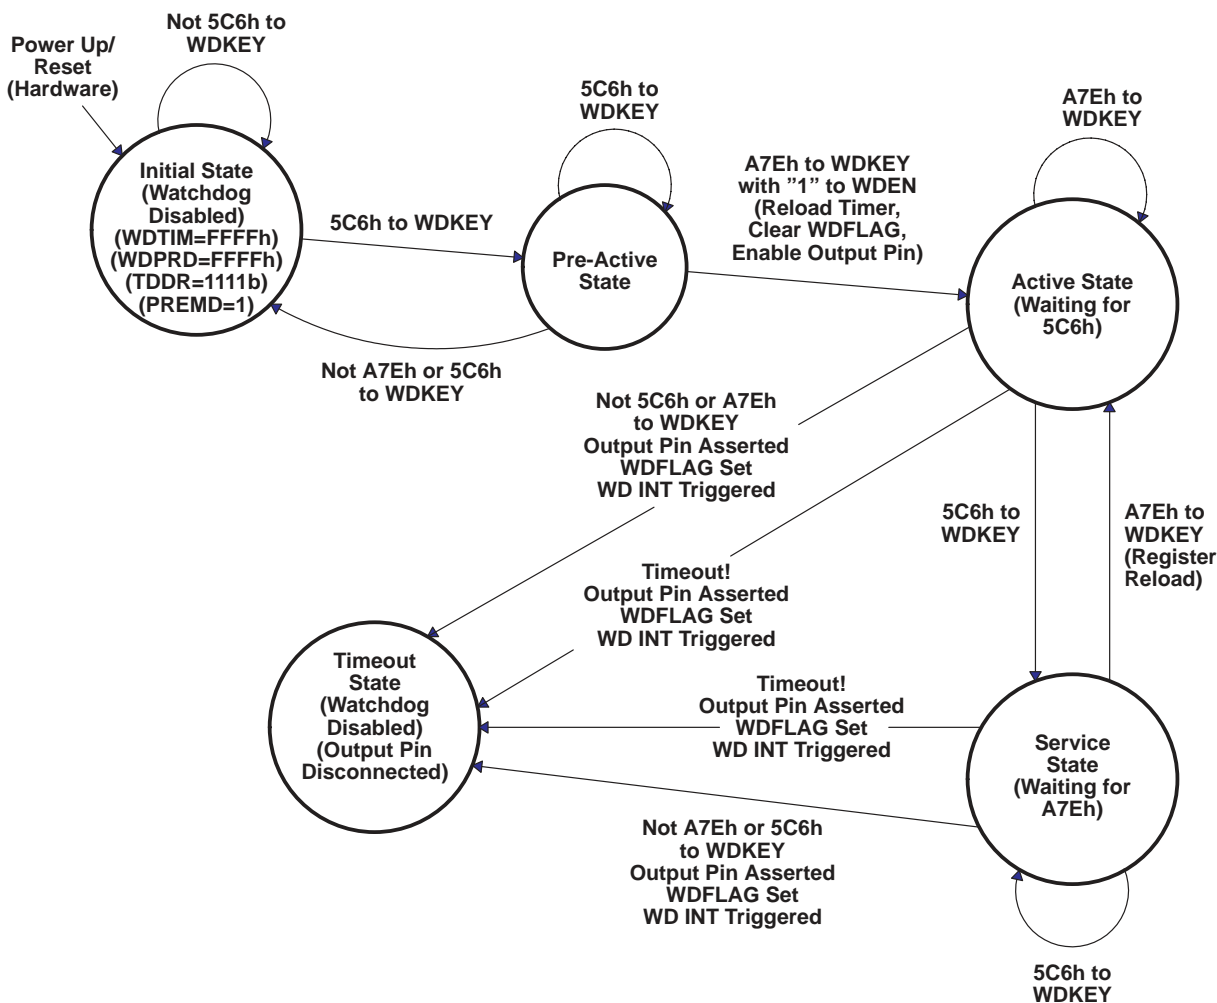 Not 5C6h to
WDKEY
Power Up/
Reset
(Hardware)
5C6h to
WDKEY
A7Eh to
WDKEY
Initial State
(Watchdog
Disabled)
(WDTIM=FFFFh)
(WDPRD=FFFFh)
(TDDR=1111b)
(PREMD=1)
5C6h to WDKEY
Pre-Active
State
A7Eh to WDKEY
with ”1” to WDEN
(Reload Timer,
Clear WDFLAG,
Enable Output Pin)
Active State
(Waiting for
5C6h)
Not A7Eh or 5C6h
to WDKEY
Not 5C6h or A7Eh
to WDKEY
Output Pin Asserted
WDFLAG Set
WD INT Triggered
5C6h to
WDKEY
A7Eh to
WDKEY
(Register
Reload)
Timeout!
Output Pin Asserted
WDFLAG Set
WD INT Triggered
Timeout
State
(Watchdog
Disabled)
(Output Pin
Disconnected)
Timeout!
Output Pin Asserted
WDFLAG Set
WD INT Triggered
Service
State
(Waiting for
A7Eh)
Not A7Eh or 5C6h
to WDKEY
Output Pin Asserted
WDFLAG Set
WD INT Triggered
5C6h to
WDKEY